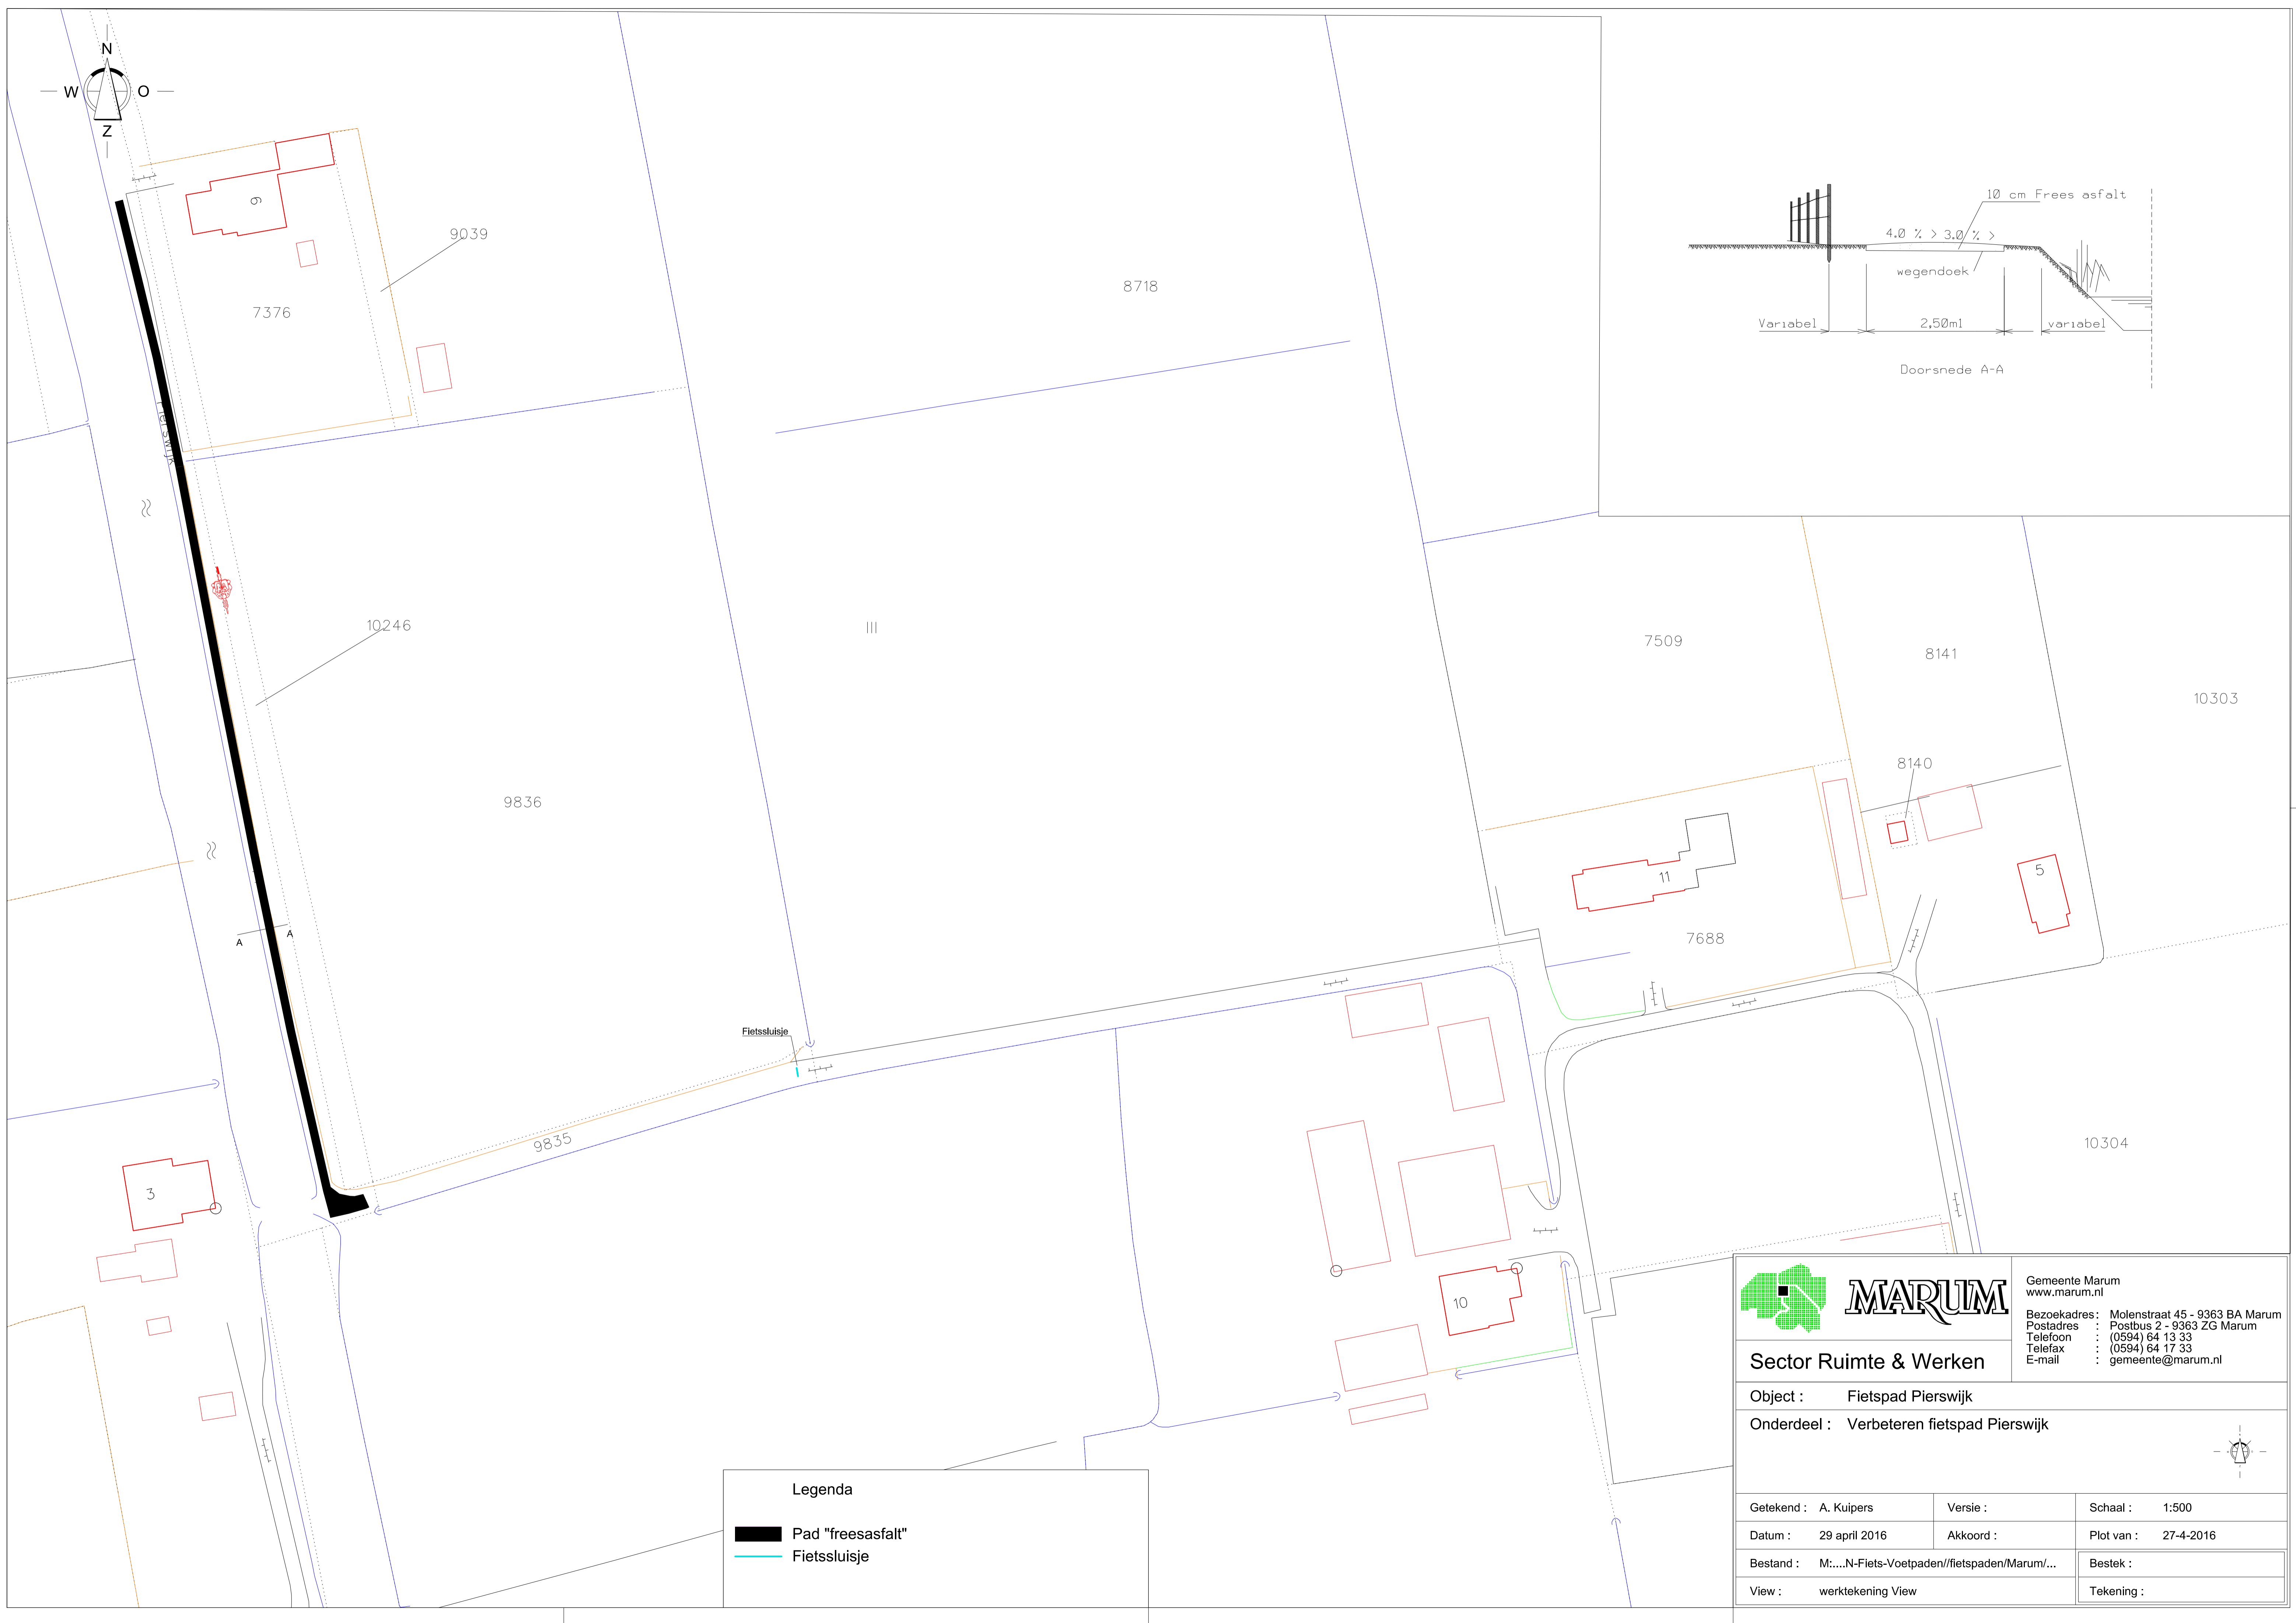 N
W O
Z
6
9039
7376
8718
10 cm Frees asfalt
4.0 % > 3.0 % >
wegendoek
Variabel
2,50m1
variabel
Doorsnede A-A
Pierswijk
10246
9836
7509
8141
10303
8140
11
5
7688
A
A
Fietssluisje
9835
3
10304
10
Legenda
Pad "freesasfalt"
Fietssluisje
MARUM
Gemeente Marum
www.marum.nl
Bezoekadres : Molenstraat 45 - 9363 BA Marum
Postadres : Postbus 2 - 9363 ZG Marum
Telefoon : (0594) 64 13 33
Telefax : (0594) 64 17 33
E-mail : gemeente@marum.nl
Sector Ruimte & Werken
Object : Fietspad Pierswijk
Onderdeel : Verbeteren fietspad Pierswijk
Getekend : A. Kuipers Versie : Schaal : 1:500
Datum : 29 april 2016 Akkoord : Plot van : 27-4-2016
Bestand : M:....N-Fiets-Voetpaden//fietspaden/Marum/... Bestek :
View : werktekening View Tekening :